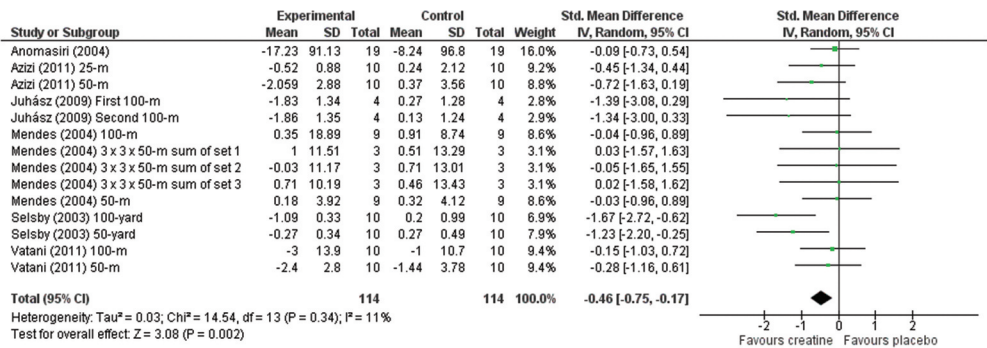 Experimental Control Std. Mean Difference Std. Mean Difference
Study or Subgroup Mean SD Total Mean SD Total Weight IV, Random, 95% CI IV, Random, 95% CI
Anomasiri (2004) -17.23 91.13 19 -8.24 96.8 19 16.0% -0.09 [-0.73, 0.54]
Azizi (2011) 25-m -0.52 0.88 10 0.24 2.12 10 9.2% -0.45 [-1.34, 0.44]
Azizi (2011) 50-m -2.059 2.88 10 0.37 3.56 10 8.8% -0.72 [-1.63, 0.19]
Juhász (2009) First 100-m -1.83 1.34 4 0.27 1.28 4 2.8% -1.39 [-3.08, 0.29]
Juhász (2009) Second 100-m -1.86 1.35 4 0.13 1.24 4 2.8% -1.34 [-3.00, 0.33]
Mendes (2004) 100-m 0.35 18.89 9 0.91 8.74 9 8.6% -0.04 [-0.96, 0.89]
Mendes (2004) 3 x 3 x 50-m sum of set 1 1 11.51 3 0.51 13.29 3 3.1% 0.03 [-1.57, 1.63]
Mendes (2004) 3 x 3 x 50-m sum of set 2 -0.03 11.17 3 0.71 13.01 3 3.1% -0.05 [-1.65, 1.55]
Mendes (2004) 3 x 3 x 50-m sum of set 3 0.71 10.19 3 0.46 13.43 3 3.1% 0.02 [-1.58, 1.62]
Mendes (2004) 50-m 0.18 3.92 9 0.32 4.12 9 8.6% -0.03 [-0.96, 0.89]
Selsby (2003) 100-yard -1.09 0.33 10 0.2 0.99 10 6.9% -1.67 [-2.72, -0.62]
Selsby (2003) 50-yard -0.27 0.34 10 0.27 0.49 10 7.9% -1.23 [-2.20, -0.25]
Vatani (2011) 100-m -3 13.9 10 -1 10.7 10 9.4% -0.15 [-1.03, 0.72]
Vatani (2011) 50-m -2.4 2.8 10 -1.44 3.78 10 9.4% -0.28 [-1.16, 0.61]
Total (95% CI) 114 114 100.0% -0.46 [-0.75, -0.17]
Heterogeneity: Tau² = 0.03; Chi² = 14.54, df = 13 (P = 0.34); I² = 11%
Test for overall effect: Z = 3.08 (P = 0.002)
-2 -1 0 1 2
Favours creatine Favours placebo